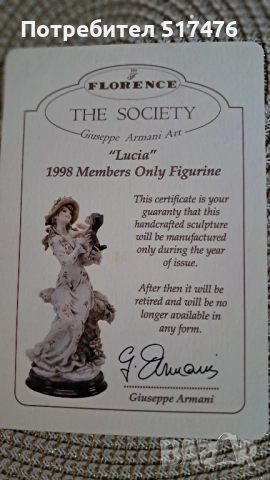 Потребител 517476
FLORENCE
THE SOCIETY
Giuseppe Armani Art
"Lucia"
1998 Members Only Figurine
This certificate is your
guaranty that this
handcrafted sculpture
will be manufactured
only during the year
of issue.
After then it will be
retired and will be no
longer available in
any form.
G. Armani
Giuseppe Armani
BAZAR